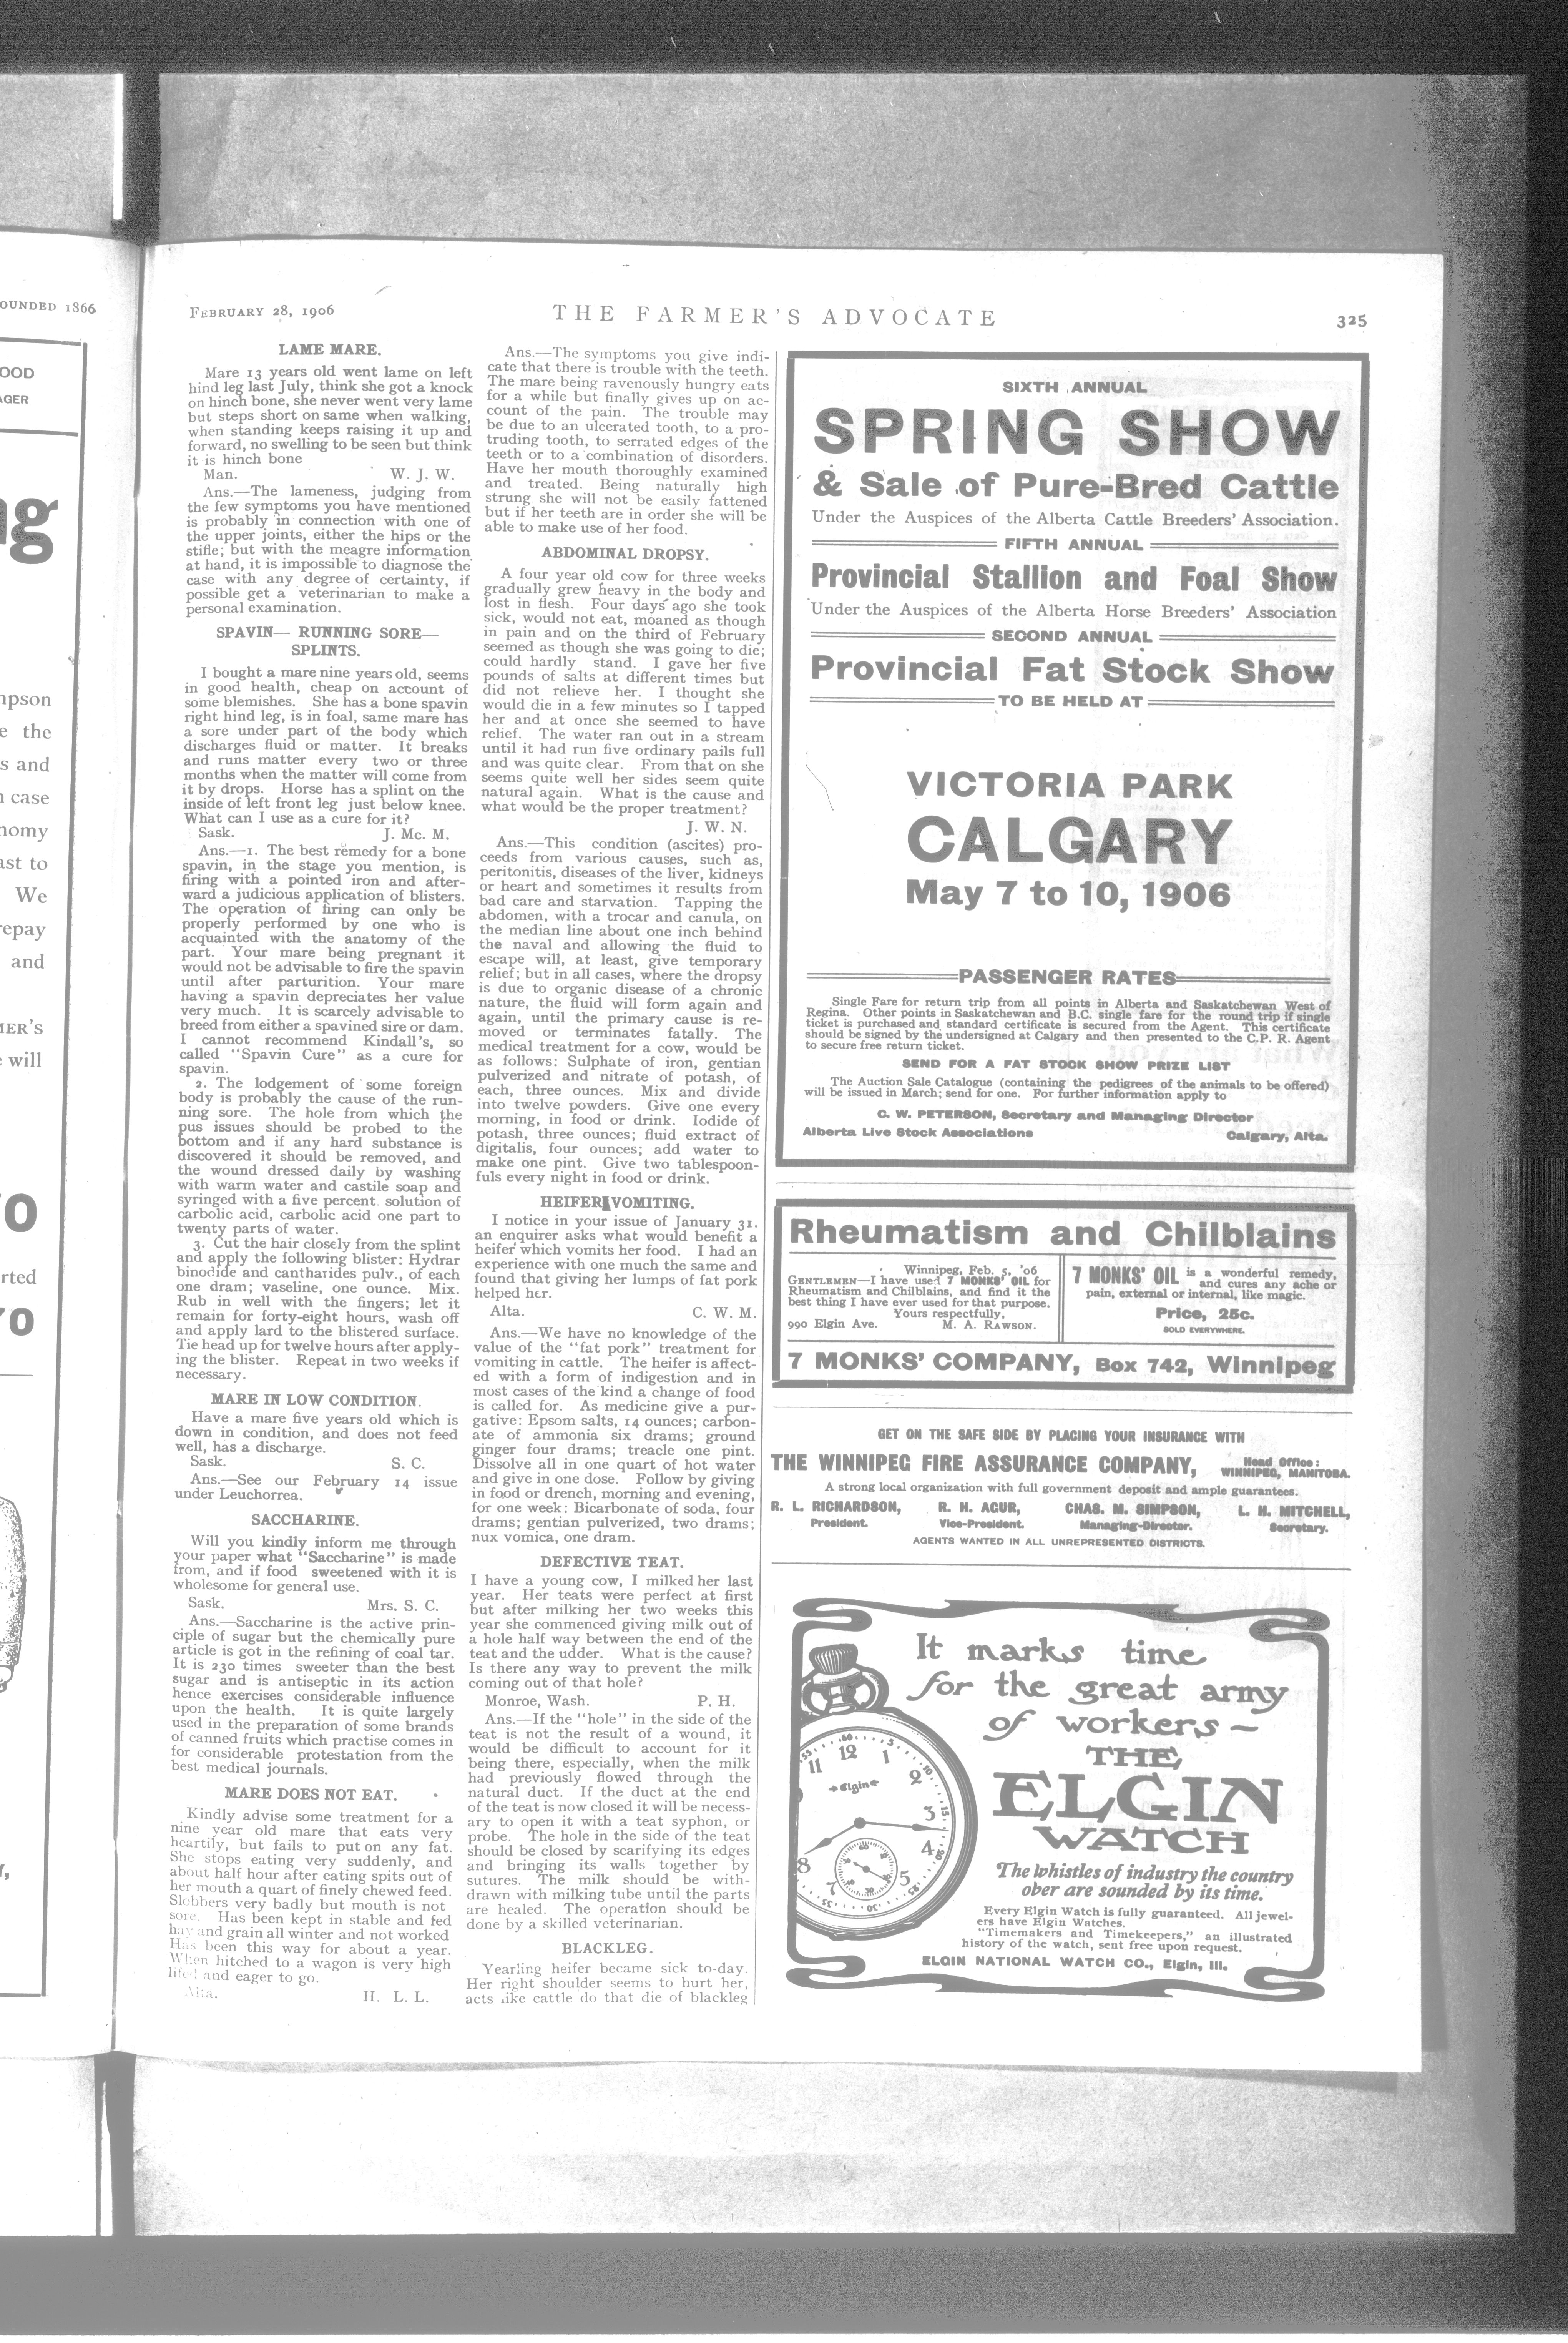 OUNDED 1866
OOD
AGER
ng
mpson
e the
s and
n case
nomy
ast to
We
repay
and
MER'S
e will
rted
FEBRUARY 28, 1906
THE FARMER'S ADVOCATE
325
LAME MARE.
Mare 13 years old went lame on left
hind leg last July, think she got a knock
on hinch bone, she never went very lame
but steps short on same when walking,
when standing keeps raising it up and
forward, no swelling to be seen but think
it is hinch bone
Man. W. J. W.
Ans.—The lameness, judging from
the few symptoms you have mentioned
is probably in connection with one of
the upper joints, either the hips or the
stifle; but with the meagre information
at hand, it is impossible to diagnose the
case with any degree of certainty, if
possible get a veterinarian to make a
personal examination.
SPAVIN— RUNNING SORE—
SPLINTS.
I bought a mare nine years old, seems
in good health, cheap on account of
some blemishes. She has a bone spavin
right hind leg, is in foal, same mare has
a sore under part of the body which
discharges fluid or matter. It breaks
and runs matter every two or three
months when the matter will come from
it by drops. Horse has a splint on the
inside of left front leg just below knee.
What can I use as a cure for it?
Sask. J. Mc. M.
Ans.—1. The best remedy for a bone
spavin, in the stage you mention, is
firing with a pointed iron and after-
ward a judicious application of blisters.
The operation of firing can only be
properly performed by one who is
acquainted with the anatomy of the
part. Your mare being pregnant it
would not be advisable to fire the spavin
until after parturition. Your mare
having a spavin depreciates her value
very much. It is scarcely advisable to
breed from either a spavined sire or dam.
I cannot recommend Kindall's, so
called "Spavin Cure" as a cure for
spavin.
2. The lodgement of some foreign
body is probably the cause of the run-
ning sore. The hole from which the
pus issues should be probed to the
bottom and if any hard substance is
discovered it should be removed, and
the wound dressed daily by washing
with warm water and castile soap and
syringed with a five percent. solution of
carbolic acid, carbolic acid one part to
twenty parts of water.
3. Cut the hair closely from the splint
and apply the following blister: Hydrar
binodide and cantharides pulv., of each
one dram; vaseline, one ounce. Mix.
Rub in well with the fingers; let it
remain for forty-eight hours, wash off
and apply lard to the blistered surface.
Tie head up for twelve hours after apply-
ing the blister. Repeat in two weeks if
necessary.
MARE IN LOW CONDITION.
Have a mare five years old which is
down in condition, and does not feed
well, has a discharge.
Sask. S. C.
Ans.—See our February 14 issue
under Leuchorrea.
SACCHARINE.
Will you kindly inform me through
your paper what "Saccharine" is made
from, and if food sweetened with it is
wholesome for general use.
Sask. Mrs. S. C.
Ans.—Saccharine is the active prin-
ciple of sugar but the chemically pure
article is got in the refining of coal tar.
It is 230 times sweeter than the best
sugar and is antiseptic in its action
hence exercises considerable influence
upon the health. It is quite largely
used in the preparation of some brands
of canned fruits which practise comes in
for considerable protestation from the
best medical journals.
MARE DOES NOT EAT.
Kindly advise some treatment for a
nine year old mare that eats very
heartily, but fails to put on any fat.
She stops eating very suddenly, and
about half hour after eating spits out of
her mouth a quart of finely chewed feed.
Slobbers very badly but mouth is not
sore. Has been kept in stable and fed
hay and grain all winter and not worked
Has been this way for about a year.
When hitched to a wagon is very high
lifed and eager to go.
Alta. H. L. L.
Ans.—The symptoms you give indi-
cate that there is trouble with the teeth.
The mare being ravenously hungry eats
for a while but finally gives up on ac-
count of the pain. The trouble may
be due to an ulcerated tooth, to a pro-
truding tooth, to serrated edges of the
teeth or to a combination of disorders.
Have her mouth thoroughly examined
and treated. Being naturally high
strung she will not be easily fattened
but if her teeth are in order she will be
able to make use of her food.
ABDOMINAL DROPSY.
A four year old cow for three weeks
gradually grew heavy in the body and
lost in flesh. Four days ago she took
sick, would not eat, moaned as though
in pain and on the third of February
seemed as though she was going to die;
could hardly stand. I gave her five
pounds of salts at different times but
did not relieve her. I thought she
would die in a few minutes so I tapped
her and at once she seemed to have
relief. The water ran out in a stream
until it had run five ordinary pails full
and was quite clear. From that on she
seems quite well her sides seem quite
natural again. What is the cause and
what would be the proper treatment?
J. W. N.
Ans.—This condition (ascites) pro-
ceeds from various causes, such as,
peritonitis, diseases of the liver, kidneys
or heart and sometimes it results from
bad care and starvation. Tapping the
abdomen, with a trocar and canula, on
the median line about one inch behind
the naval and allowing the fluid to
escape will, at least, give temporary
relief; but in all cases, where the dropsy
is due to organic disease of a chronic
nature, the fluid will form again and
again, until the primary cause is re-
moved or terminates fatally. The
medical treatment for a cow, would be
as follows: Sulphate of iron, gentian
pulverized and nitrate of potash, of
each, three ounces. Mix and divide
into twelve powders. Give one every
morning, in food or drink. Iodide of
potash, three ounces; fluid extract of
digitalis, four ounces; add water to
make one pint. Give two tablespoon-
fuls every night in food or drink.
HEIFER VOMITING.
I notice in your issue of January 31.
an enquirer asks what would benefit a
heifer which vomits her food. I had an
experience with one much the same and
found that giving her lumps of fat pork
helped her.
Alta. C. W. M.
Ans.—We have no knowledge of the
value of the "fat pork" treatment for
vomiting in cattle. The heifer is affect-
ed with a form of indigestion and in
most cases of the kind a change of food
is called for. As medicine give a pur-
gative: Epsom salts, 14 ounces; carbon-
ate of ammonia six drams; ground
ginger four drams; treacle one pint.
Dissolve all in one quart of hot water
and give in one dose. Follow by giving
in food or drench, morning and evening,
for one week: Bicarbonate of soda, four
drams; gentian pulverized, two drams;
nux vomica, one dram.
DEFECTIVE TEAT.
I have a young cow, I milked her last
year. Her teats were perfect at first
but after milking her two weeks this
year she commenced giving milk out of
a hole half way between the end of the
teat and the udder. What is the cause?
Is there any way to prevent the milk
coming out of that hole?
Monroe, Wash. P. H.
Ans.—If the "hole" in the side of the
teat is not the result of a wound, it
would be difficult to account for it
being there, especially, when the milk
had previously flowed through the
natural duct. If the duct at the end
of the teat is now closed it will be necess-
ary to open it with a teat syphon, or
probe. The hole in the side of the teat
should be closed by scarifying its edges
and bringing its walls together by
sutures. The milk should be with-
drawn with milking tube until the parts
are healed. The operation should be
done by a skilled veterinarian.
BLACKLEG.
Yearling heifer became sick to-day.
Her right shoulder seems to hurt her,
acts like cattle do that die of blackleg
SIXTH ANNUAL
SPRING SHOW
& Sale of Pure-Bred Cattle
Under the Auspices of the Alberta Cattle Breeders' Association.
FIFTH ANNUAL
Provincial Stallion and Foal Show
Under the Auspices of the Alberta Horse Breeders' Association
SECOND ANNUAL
Provincial Fat Stock Show
TO BE HELD AT
VICTORIA PARK
CALGARY
May 7 to 10, 1906
PASSENGER RATES
Single Fare for return trip from all points in Alberta and Saskatchewan West of
Regina. Other points in Saskatchewan and B.C. single fare for the round trip if single
ticket is purchased and standard certificate is secured from the Agent. This certificate
should be signed by the undersigned at Calgary and then presented to the C.P. R. Agent
to secure free return ticket.
SEND FOR A FAT STOCK SHOW PRIZE LIST
The Auction Sale Catalogue (containing the pedigrees of the animals to be offered)
will be issued in March; send for one. For further information apply to
C. W. PETERSON, Secretary and Managing Director
Alberta Live Stock Associations Calgary, Alta.
Rheumatism and Chilblains
Winnipeg, Feb. 5, '06
GENTLEMEN—I have used 7 MONKS' OIL for
Rheumatism and Chilblains, and find it the
best thing I have ever used for that purpose.
Yours respectfully,
990 Elgin Ave. M. A. RAWSON.
7 MONKS' OIL is a wonderful remedy,
and cures any ache or
pain, external or internal, like magic.
Price, 25c.
SOLD EVERYWHERE.
7 MONKS' COMPANY, Box 742, Winnipeg
GET ON THE SAFE SIDE BY PLACING YOUR INSURANCE WITH
THE WINNIPEG FIRE ASSURANCE COMPANY, Head Office:
WINNIPEG, MANITOBA.
A strong local organization with full government deposit and ample guarantees.
R. L. RICHARDSON, R. H. AGUR, CHAS. M. SIMPSON, L. H. MITCHELL,
President. Vice-President. Managing-Director. Secretary.
AGENTS WANTED IN ALL UNREPRESENTED DISTRICTS.
It marks time
for the great army
of workers—
THE
ELGIN
WATCH
The whistles of industry the country
ober are sounded by its time.
Every Elgin Watch is fully guaranteed. All jewel-
ers have Elgin Watches.
"Timemakers and Timekeepers," an illustrated
history of the watch, sent free upon request.
ELGIN NATIONAL WATCH CO., Elgin, Ill.
11 12 1 2 3 4 5 7 8
Elgin